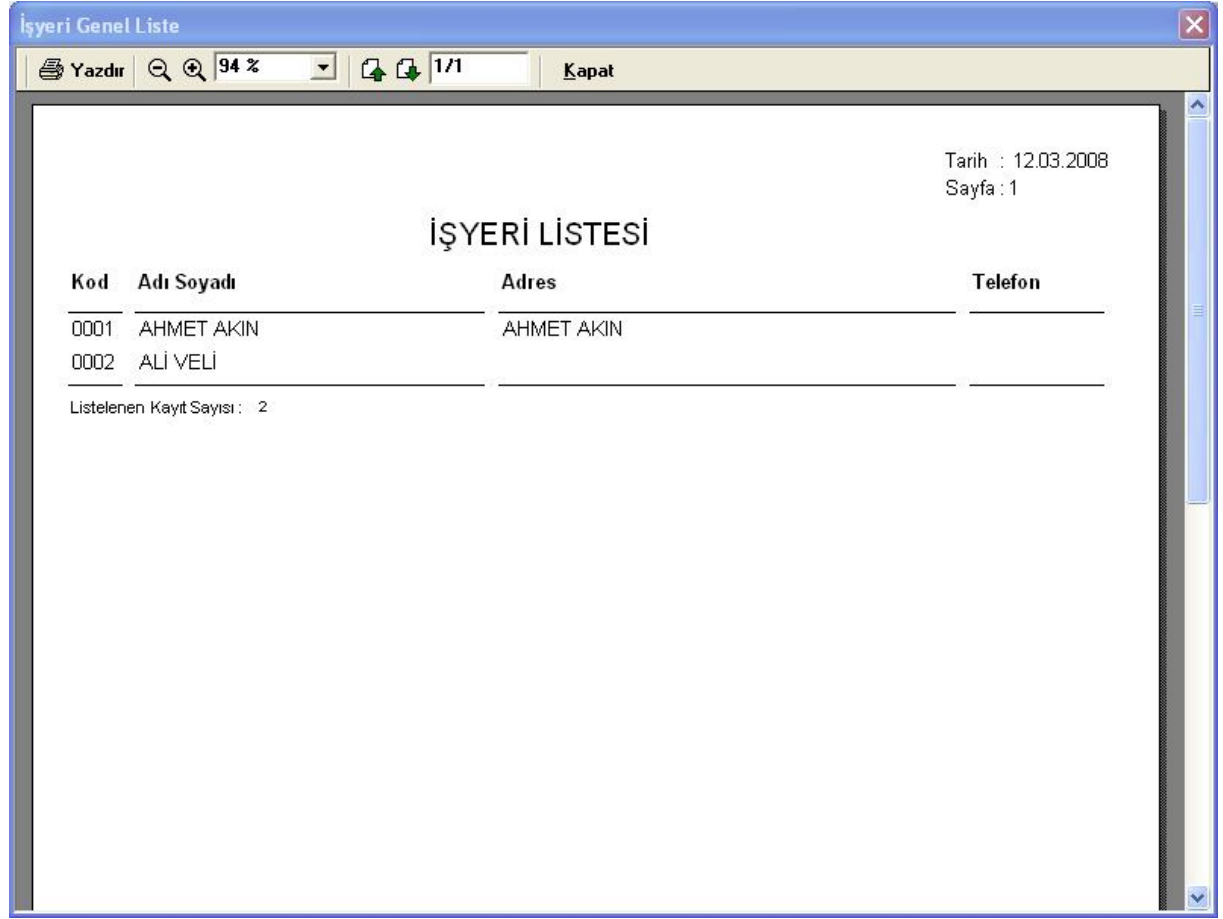 İşyeri Genel Liste
Yazdır 94 % 1/1 Kapat
Tarih : 12.03.2008
Sayfa : 1
İŞYERİ LİSTESİ
Kod Adı Soyadı Adres Telefon
0001 AHMET AKIN AHMET AKIN
0002 ALİ VELİ
Listelenen Kayıt Sayısı : 2